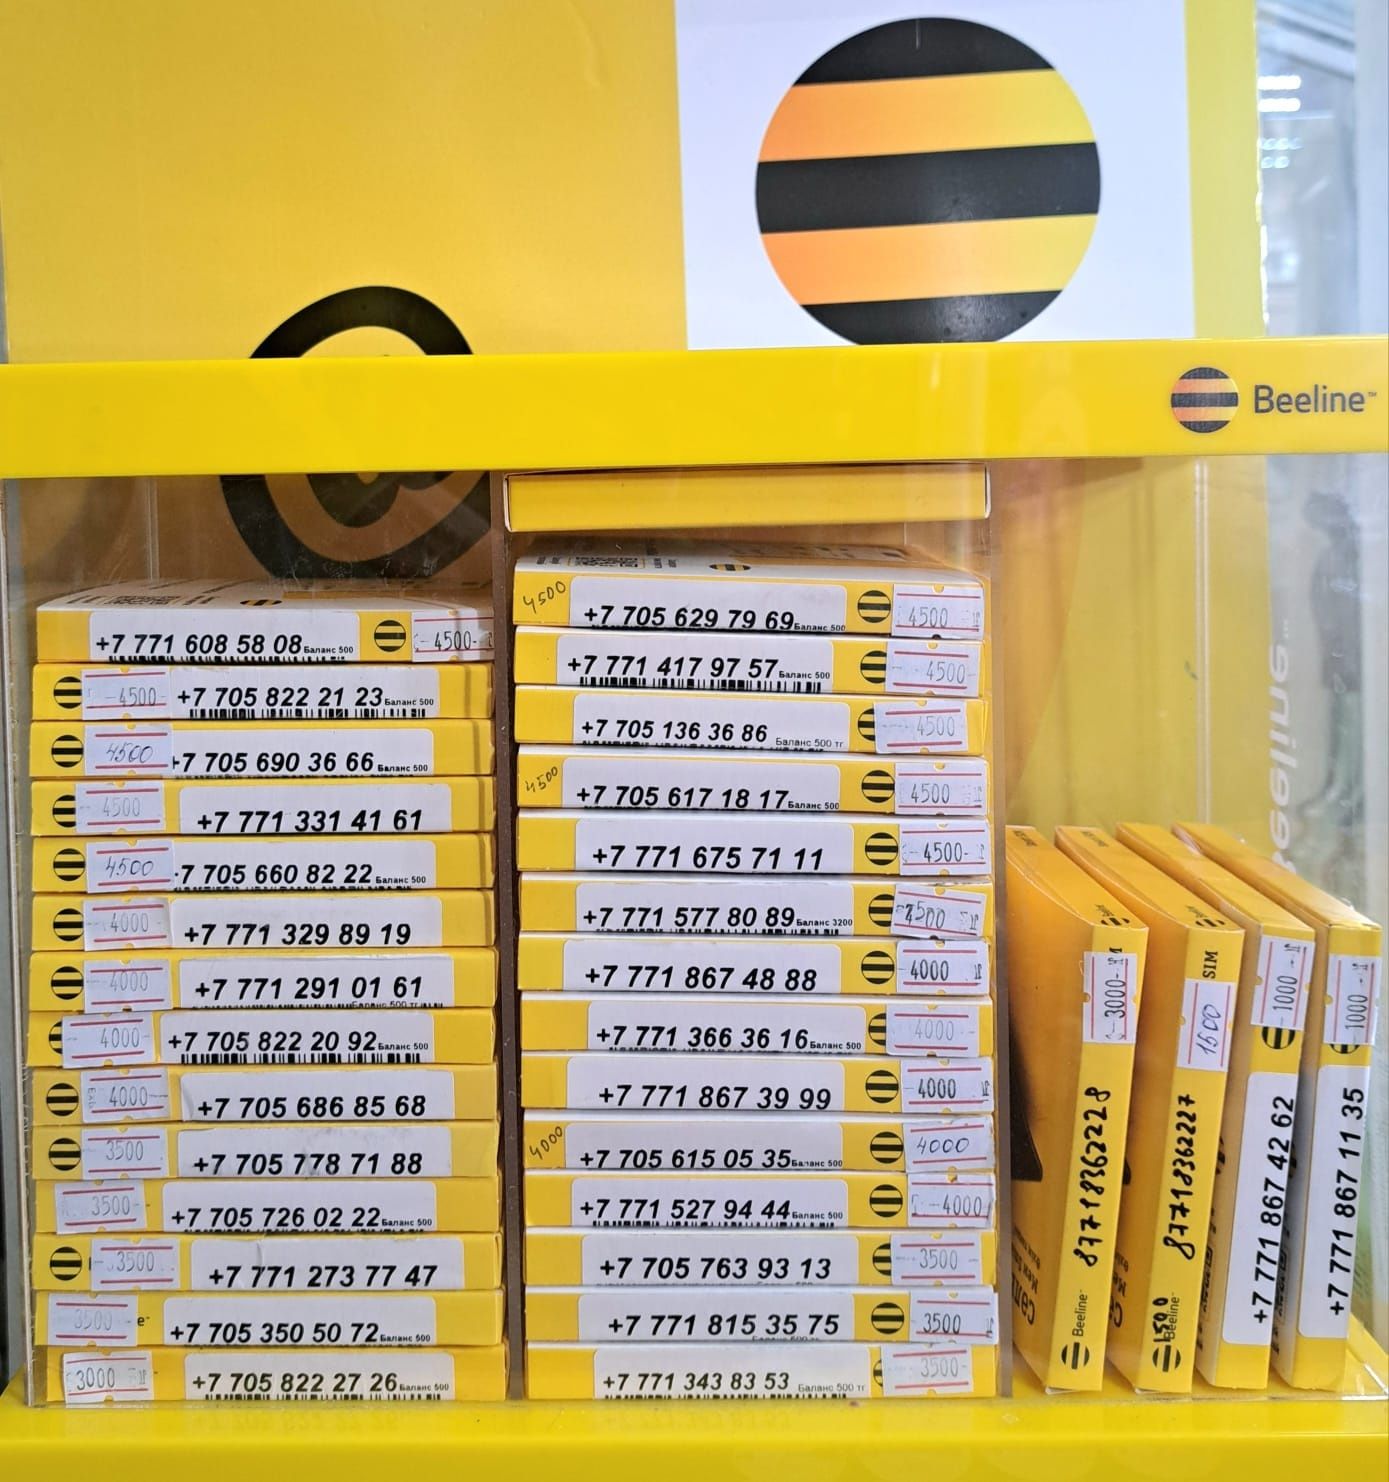 Beeline™
+7 771 608 58 08 Баланс 500 4500-
-4500- +7 705 822 21 23 Баланс 500
4500 +7 705 690 36 66 Баланс 500
4500 +7 771 331 41 61
4500 7 705 660 82 22 Баланс 500
4000 +7 771 329 89 19
4000 +7 771 291 01 61 Баланс 500 тг
4000- +7 705 822 20 92 Баланс 500
4000- +7 705 686 85 68
3500 +7 705 778 71 88
3500- +7 705 726 02 22 Баланс 500
-3500 +7 771 273 77 47
3500 +7 705 350 50 72 Баланс 500
3000 +7 705 822 27 26 Баланс 500
4500 +7 705 629 79 69 Баланс 500 4500
+7 771 417 97 57 Баланс 500 4500
+7 705 136 36 86 Баланс 500 тг 4500
4500 +7 705 617 18 17 Баланс 500 4500
+7 771 675 71 11 -4500-
+7 771 577 80 89 Баланс 3200
+7 771 867 48 88 4000
+7 771 366 36 16 Баланс 500 4000
+7 771 867 39 99 4000
4000 +7 705 615 05 35 Баланс 500 4000
+7 771 527 94 44 Баланс 500 -4000
+7 705 763 93 13 3500
+7 771 815 35 75 Баланс 500 тг 3500
+7 771 343 83 53 Баланс 500 тг 3500-
Beeline 87718362228 -3000-
Beeline 1500 87718362227 1500 SIM
+7 771 867 42 62 1000
+7 771 867 11 35 1000
beeline